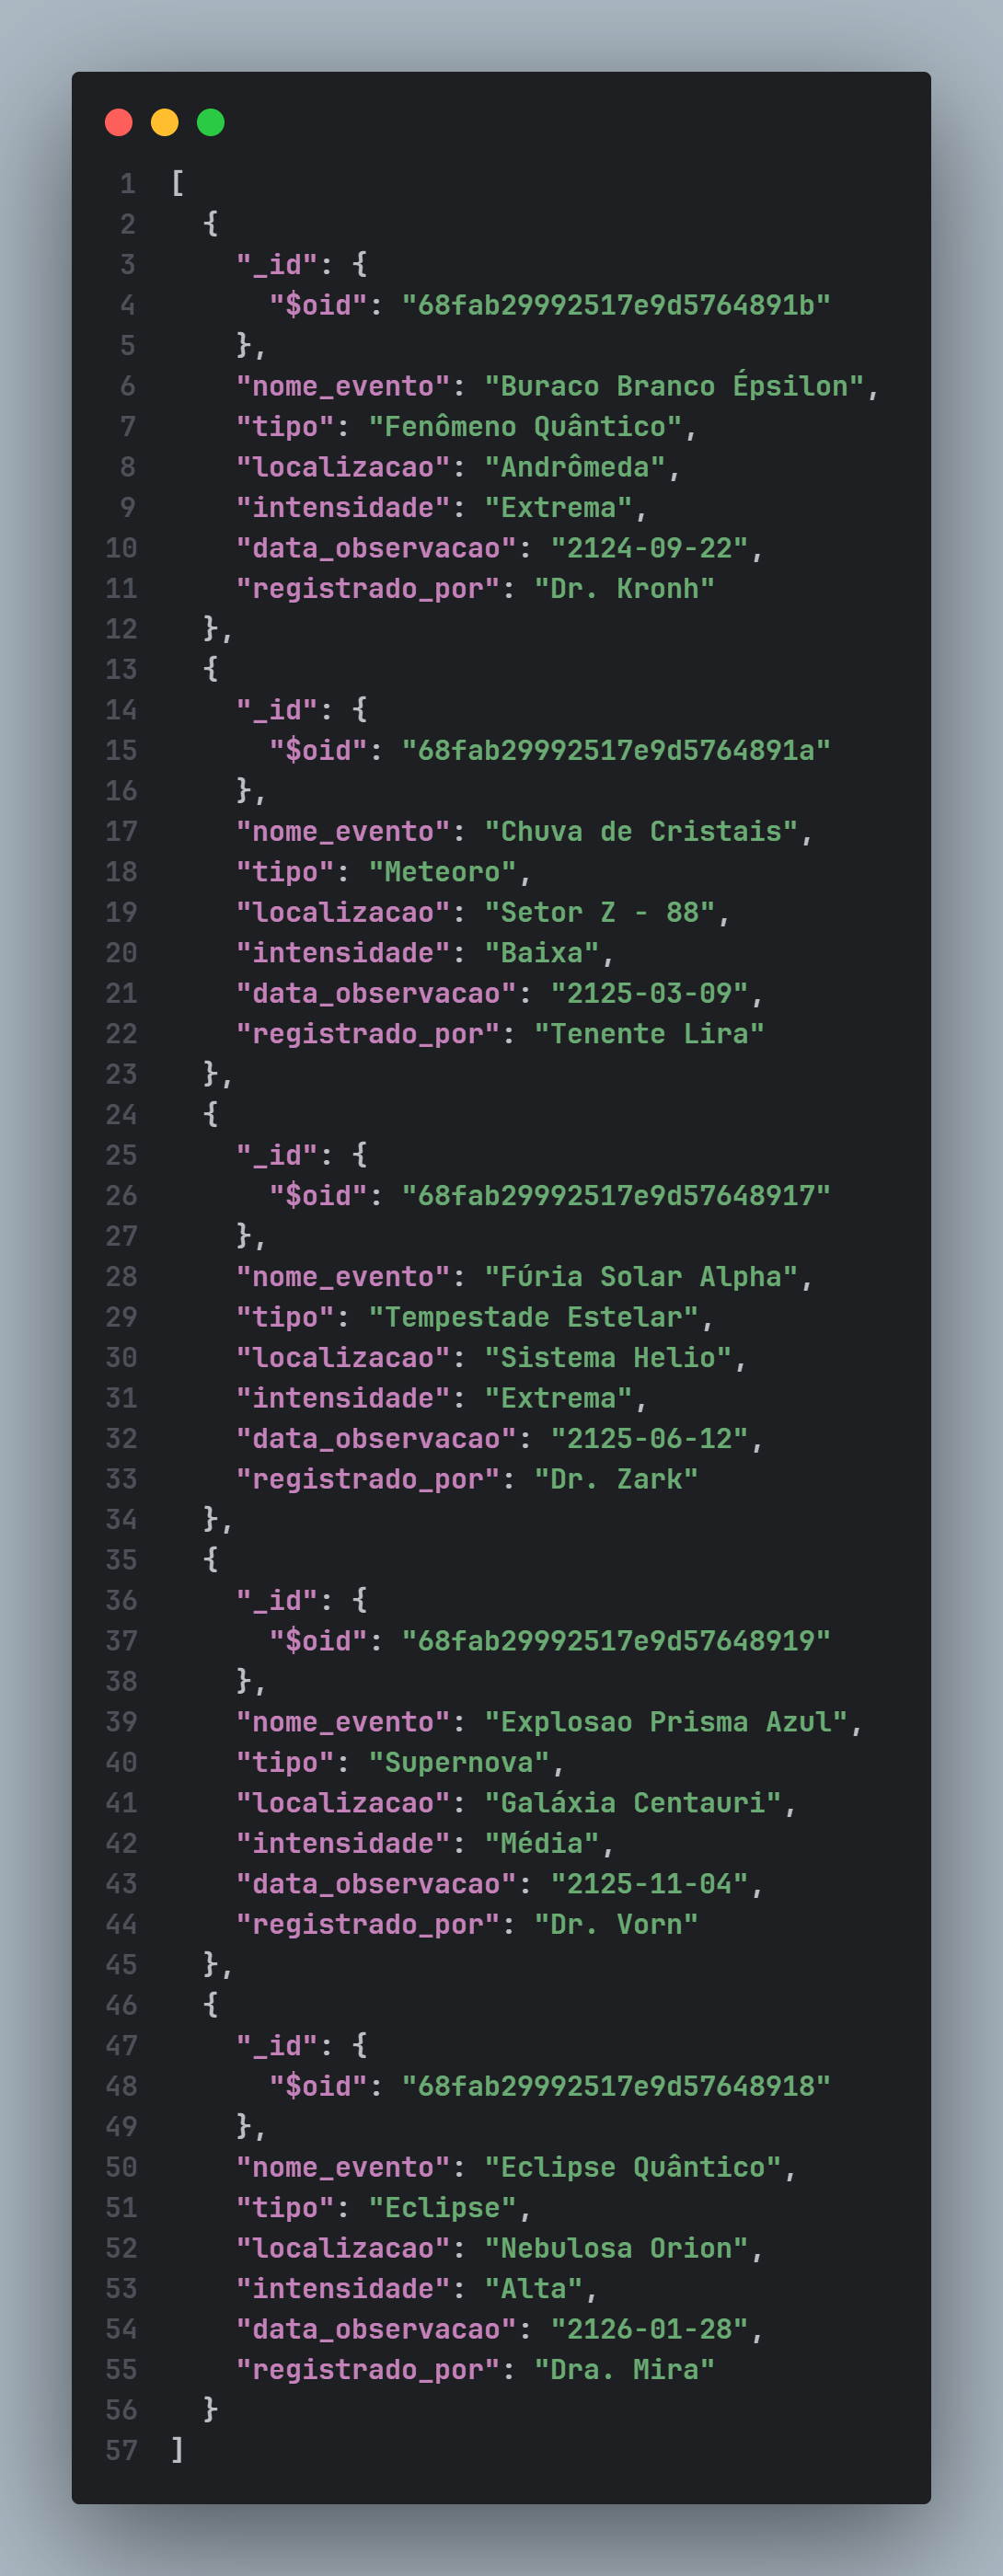 1 [
2   {
3     "_id": {
4       "$oid": "68fab29992517e9d5764891b"
5     },
6     "nome_evento": "Buraco Branco Épsilon",
7     "tipo": "Fenômeno Quântico",
8     "localizacao": "Andrômeda",
9     "intensidade": "Extrema",
10     "data_observacao": "2124-09-22",
11     "registrado_por": "Dr. Kronh"
12   },
13   {
14     "_id": {
15       "$oid": "68fab29992517e9d5764891a"
16     },
17     "nome_evento": "Chuva de Cristais",
18     "tipo": "Meteoro",
19     "localizacao": "Setor Z - 88",
20     "intensidade": "Baixa",
21     "data_observacao": "2125-03-09",
22     "registrado_por": "Tenente Lira"
23   },
24   {
25     "_id": {
26       "$oid": "68fab29992517e9d57648917"
27     },
28     "nome_evento": "Fúria Solar Alpha",
29     "tipo": "Tempestade Estelar",
30     "localizacao": "Sistema Helio",
31     "intensidade": "Extrema",
32     "data_observacao": "2125-06-12",
33     "registrado_por": "Dr. Zark"
34   },
35   {
36     "_id": {
37       "$oid": "68fab29992517e9d57648919"
38     },
39     "nome_evento": "Explosao Prisma Azul",
40     "tipo": "Supernova",
41     "localizacao": "Galáxia Centauri",
42     "intensidade": "Média",
43     "data_observacao": "2125-11-04",
44     "registrado_por": "Dr. Vorn"
45   },
46   {
47     "_id": {
48       "$oid": "68fab29992517e9d57648918"
49     },
50     "nome_evento": "Eclipse Quântico",
51     "tipo": "Eclipse",
52     "localizacao": "Nebulosa Orion",
53     "intensidade": "Alta",
54     "data_observacao": "2126-01-28",
55     "registrado_por": "Dra. Mira"
56   }
57 ]